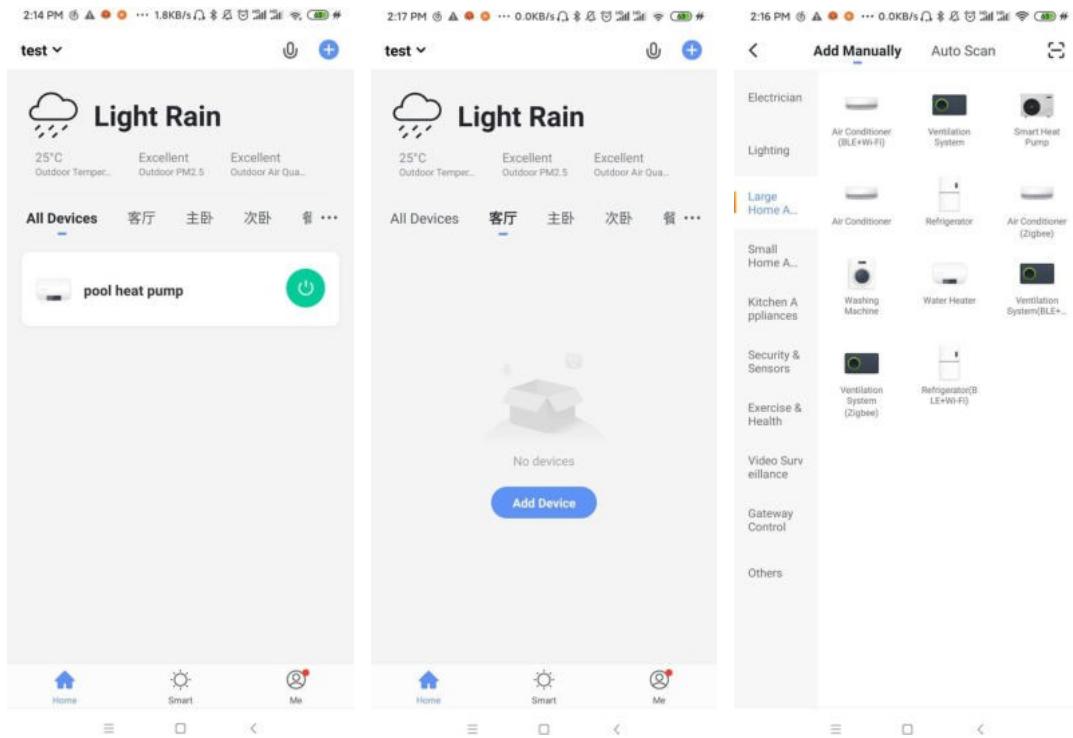 2:14 PM
1.8KB/s
test
Light Rain
25°C
Excellent
Excellent
Outdoor Temper...
Outdoor PM2.5
Outdoor Air Qua...
All Devices
客厅
主卧
次卧
餐
pool heat pump
Home
Smart
Me
2:17 PM
0.0KB/s
test
Light Rain
25°C
Excellent
Excellent
Outdoor Temper...
Outdoor PM2.5
Outdoor Air Qua...
All Devices
客厅
主卧
次卧
餐
No devices
Add Device
Home
Smart
Me
2:16 PM
0.0KB/s
Add Manually
Auto Scan
Electrician
Lighting
Large
Home A...
Small
Home A...
Kitchen A
ppliances
Security &
Sensors
Exercise &
Health
Video Surv
eillance
Gateway
Control
Others
Air Conditioner
(BLE+Wi-Fi)
Ventilation
System
Smart Heat
Pump
Air Conditioner
Refrigerator
Air Conditioner
(Zigbee)
Washing
Machine
Water Heater
Ventilation
System(BLE+...
Ventilation
System
(Zigbee)
Refrigerator(B
LE+Wi-Fi)